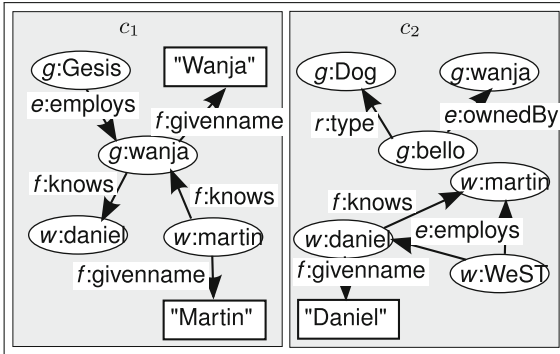 c1
g:Gesis
"Wanja"
e:employs
f:givenname
g:wanja
f:knows
f:knows
w:daniel
w:martin
f:givenname
"Martin"
c2
g:Dog
g:wanja
r:type
e:ownedBy
g:bello
w:martin
f:knows
e:employs
w:daniel
f:givenname
w:WeST
"Daniel"